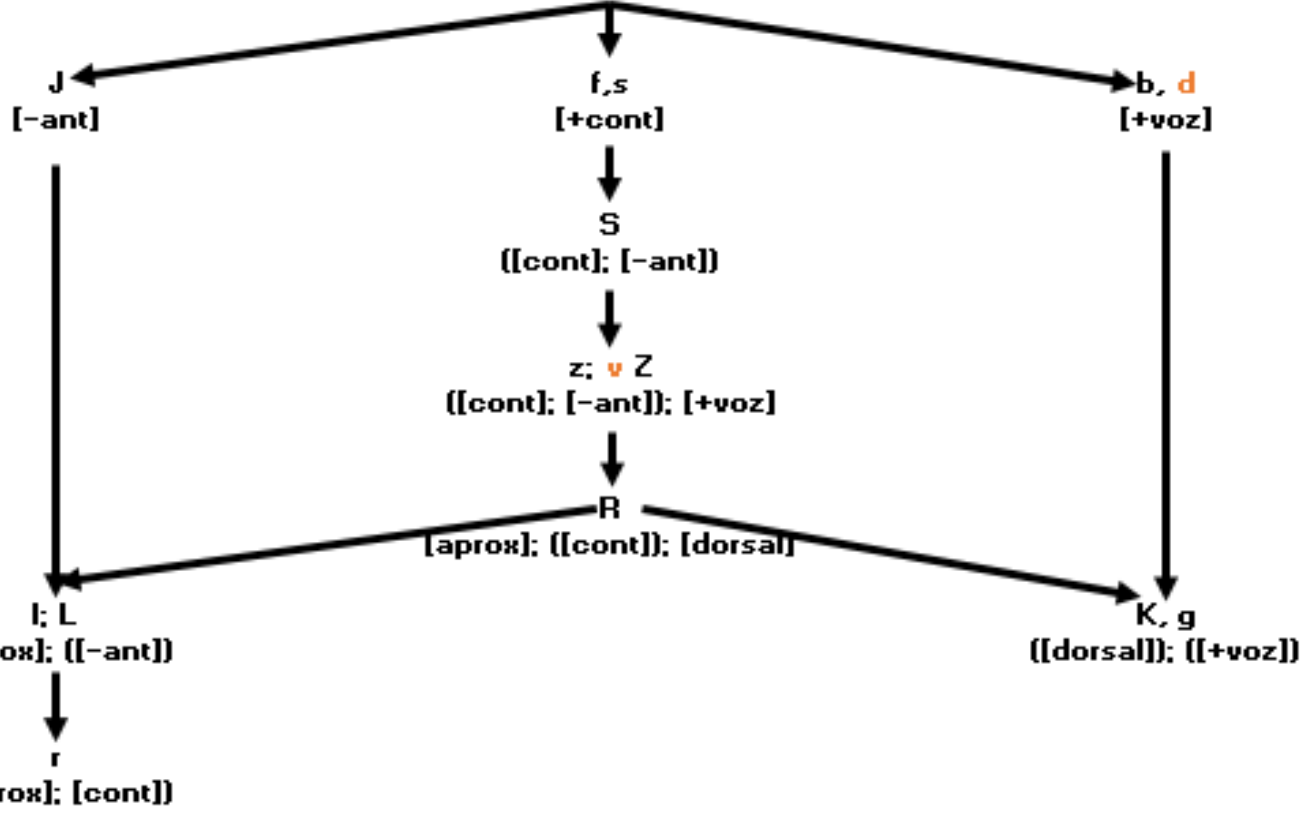 J
[-ant]
f,s
[+cont]
b, d
[+voz]
S
([cont]; [-ant])
z; v Z
([cont]; [-ant]); [+voz]
R
[aprox]; ([cont]); [dorsal]
l; L
ox]; ([-ant])
K, g
([dorsal]); ([+voz])
r
rox]; [cont])